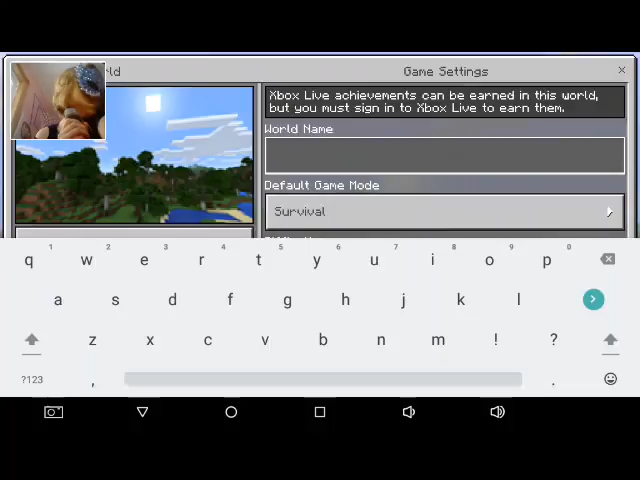 rld
Game Settings
Xbox Live achievements can be earned in this world,
but you must sign in to Xbox Live to earn them.
World Name
Default Game Mode
Survival
1 2 3 4 5 6 7 8 9 0
q w e r t y u i o p
a s d f g h j k l
z x c v b n m ! ?
?123 , .